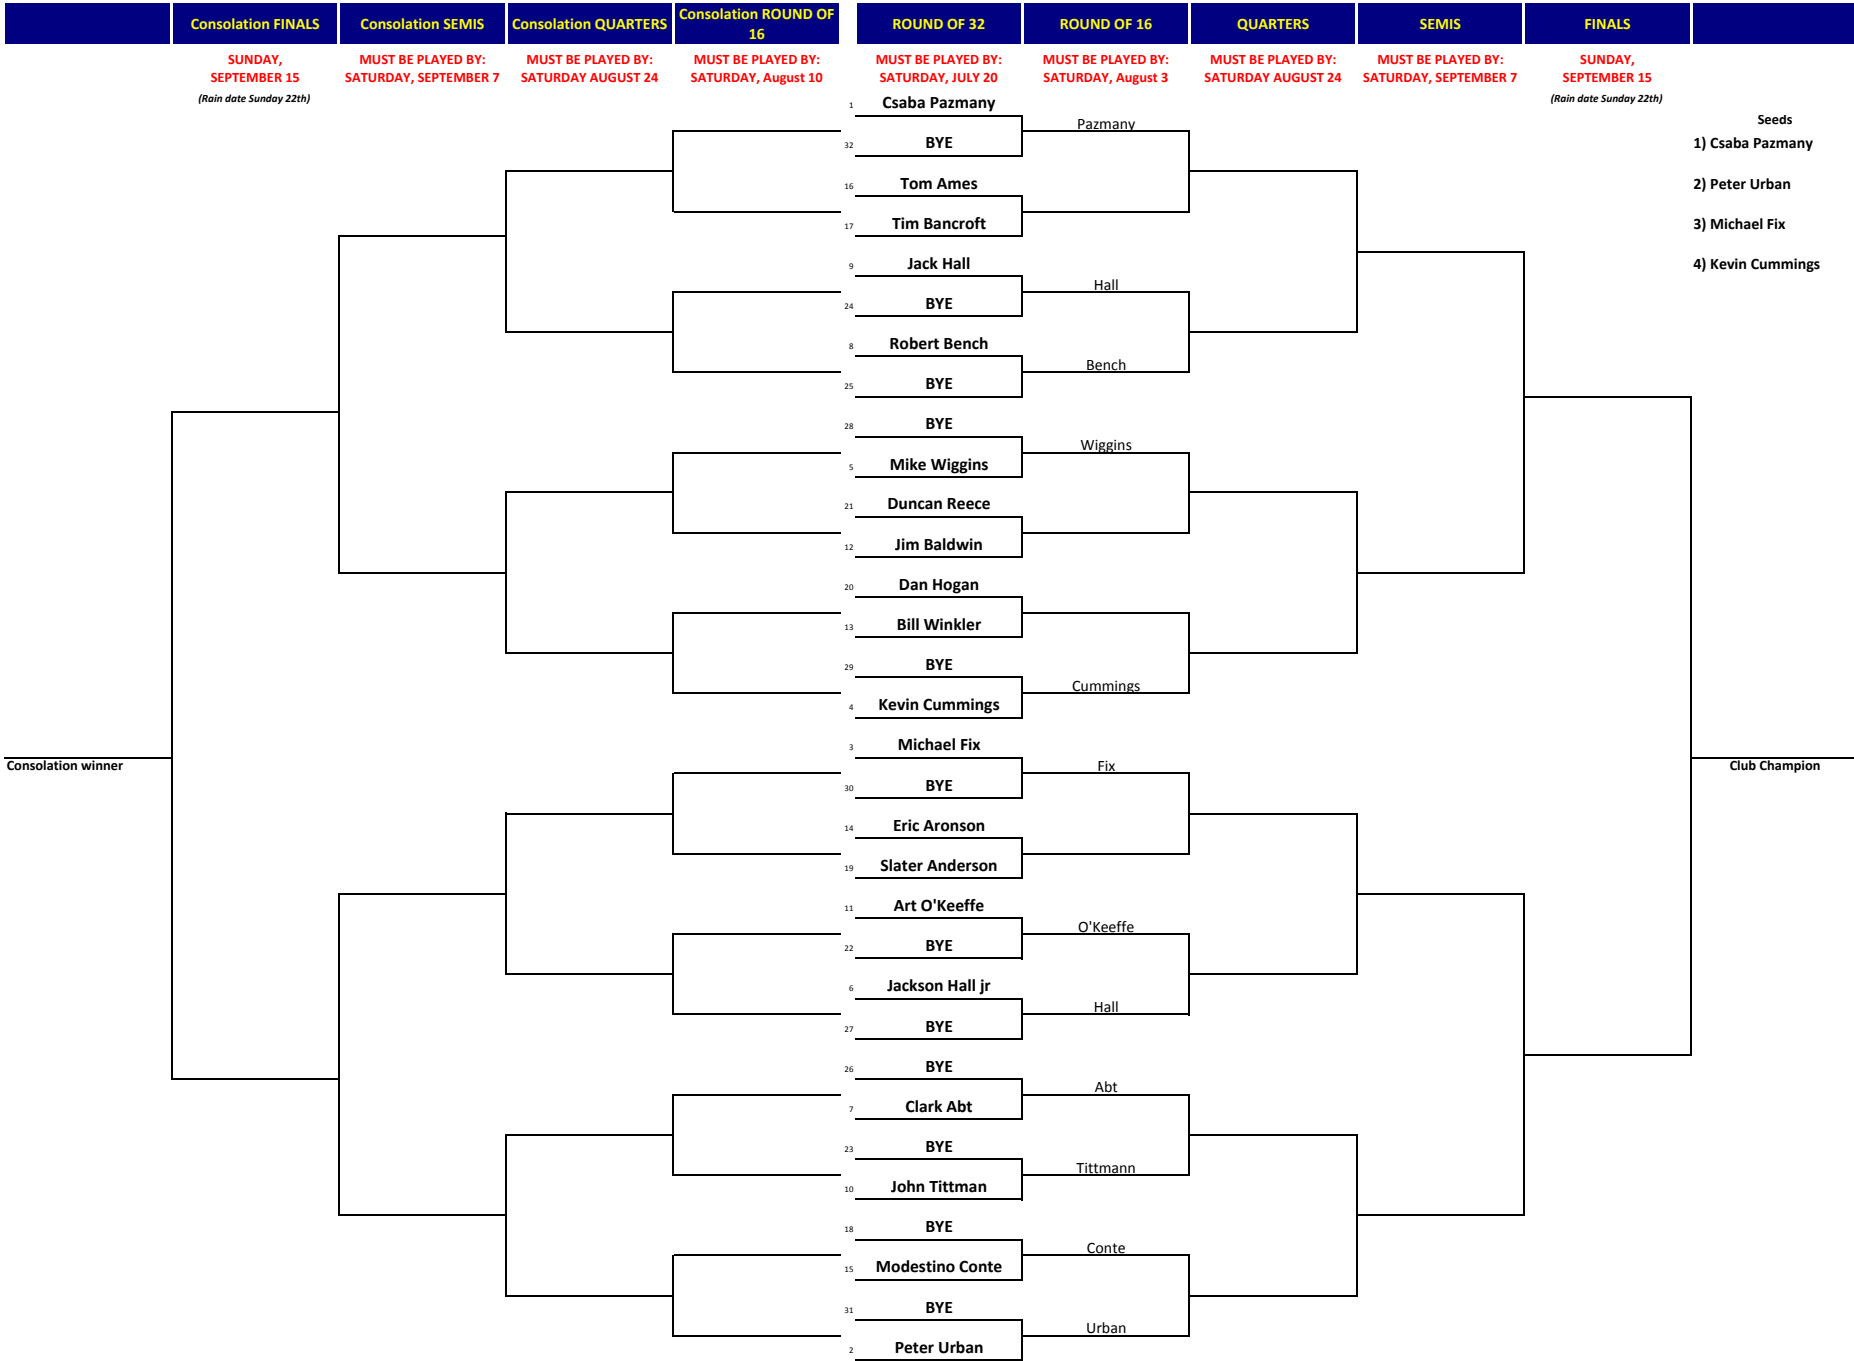 Consolation FINALS
Consolation SEMIS
Consolation QUARTERS
Consolation ROUND OF
16
ROUND OF 32
ROUND OF 16
QUARTERS
SEMIS
FINALS
SUNDAY,
SEPTEMBER 15
(Rain date Sunday 22th)
MUST BE PLAYED BY:
SATURDAY, SEPTEMBER 7
MUST BE PLAYED BY:
SATURDAY AUGUST 24
MUST BE PLAYED BY:
SATURDAY, August 10
MUST BE PLAYED BY:
SATURDAY, JULY 20
MUST BE PLAYED BY:
SATURDAY, August 3
MUST BE PLAYED BY:
SATURDAY AUGUST 24
MUST BE PLAYED BY:
SATURDAY, SEPTEMBER 7
SUNDAY,
SEPTEMBER 15
(Rain date Sunday 22th)
1 Csaba Pazmany
Pazmany
32 BYE
16 Tom Ames
17 Tim Bancroft
9 Jack Hall
Hall
24 BYE
8 Robert Bench
Bench
25 BYE
28 BYE
Wiggins
5 Mike Wiggins
21 Duncan Reece
12 Jim Baldwin
20 Dan Hogan
13 Bill Winkler
29 BYE
Cummings
4 Kevin Cummings
3 Michael Fix
Fix
30 BYE
14 Eric Aronson
19 Slater Anderson
11 Art O'Keeffe
O'Keeffe
22 BYE
6 Jackson Hall jr
Hall
27 BYE
26 BYE
Abt
7 Clark Abt
23 BYE
Tittmann
10 John Tittman
18 BYE
Conte
15 Modestino Conte
31 BYE
Urban
2 Peter Urban
Seeds
1) Csaba Pazmany
2) Peter Urban
3) Michael Fix
4) Kevin Cummings
Consolation winner
Club Champion